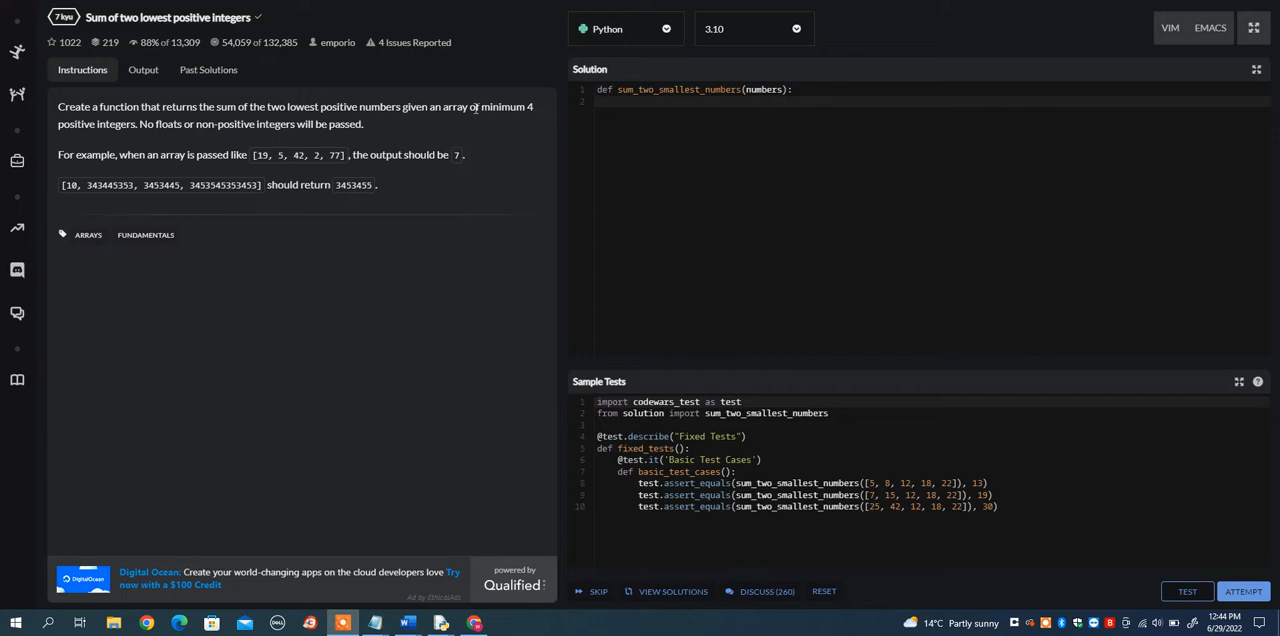 7 kyu Sum of two lowest positive integers
1022 219 88% of 13,309 54,059 of 132,385 emporio 4 Issues Reported
Instructions Output Past Solutions
Create a function that returns the sum of the two lowest positive numbers given an array of minimum 4
positive integers. No floats or non-positive integers will be passed.
For example, when an array is passed like [19, 5, 42, 2, 77], the output should be 7.
[10, 343445353, 3453445, 3453545353453] should return 3453455.
ARRAYS FUNDAMENTALS
Digital Ocean: Create your world-changing apps on the cloud developers love Try
now with a $100 Credit
DigitalOcean
Ad by EthicalAds
powered by
Qualified
Python 3.10 VIM EMACS
Solution
1 def sum_two_smallest_numbers(numbers):
2
Sample Tests
1 import codewars_test as test
2 from solution import sum_two_smallest_numbers
3
4 @test.describe("Fixed Tests")
5 def fixed_tests():
6 @test.it('Basic Test Cases')
7 def basic_test_cases():
8 test.assert_equals(sum_two_smallest_numbers([5, 8, 12, 18, 22]), 13)
9 test.assert_equals(sum_two_smallest_numbers([7, 15, 12, 18, 22]), 19)
10 test.assert_equals(sum_two_smallest_numbers([25, 42, 12, 18, 22]), 30)
SKIP VIEW SOLUTIONS DISCUSS (260) RESET TEST ATTEMPT
DELL
14°C Partly sunny
12:44 PM
6/29/2022